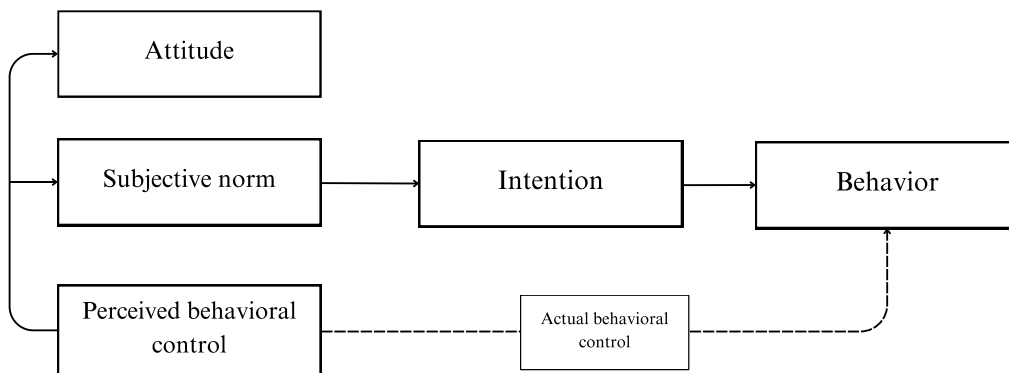 Attitude
Subjective norm
Intention
Behavior
Perceived behavioral
control
Actual behavioral
control